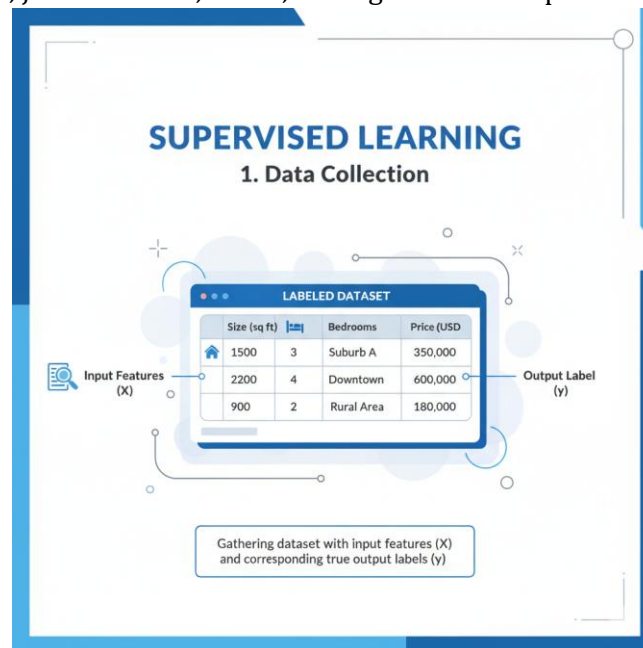 SUPERVISED LEARNING
1. Data Collection
LABELED DATASET
Size (sq ft) Bedrooms Price (USD
1500 3 Suburb A 350,000
Input Features
(X)
2200 4 Downtown 600,000
Output Label
(y)
900 2 Rural Area 180,000
Gathering dataset with input features (X)
and corresponding true output labels (y)